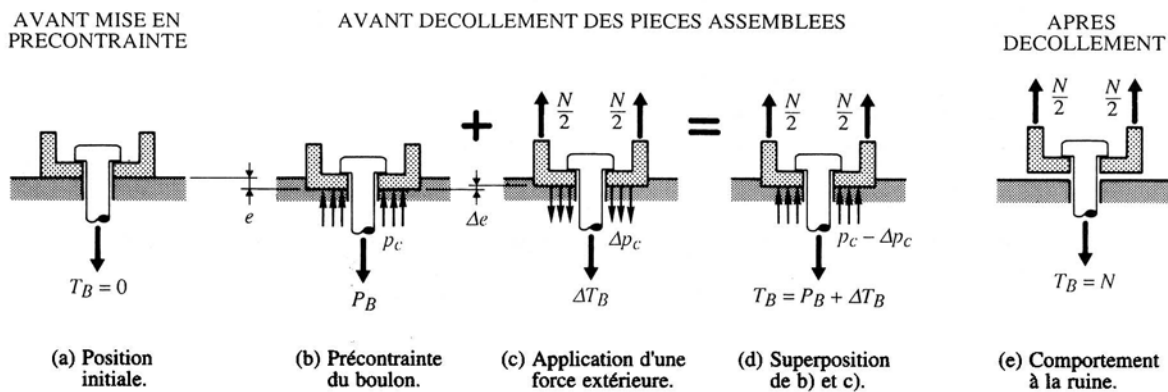 AVANT MISE EN
PRECONTRAINTE
AVANT DECOLLEMENT DES PIECES ASSEMBLEES
APRES
DECOLLEMENT
T_B = 0
(a) Position
initiale.
e
p_c
P_B
(b) Précontrainte
du boulon.
+
N/2 N/2
Δe
Δp_c
ΔT_B
(c) Application d'une
force extérieure.
=
N/2 N/2
p_c – Δp_c
T_B = P_B + ΔT_B
(d) Superposition
de b) et c).
N/2 N/2
T_B = N
(e) Comportement
à la ruine.